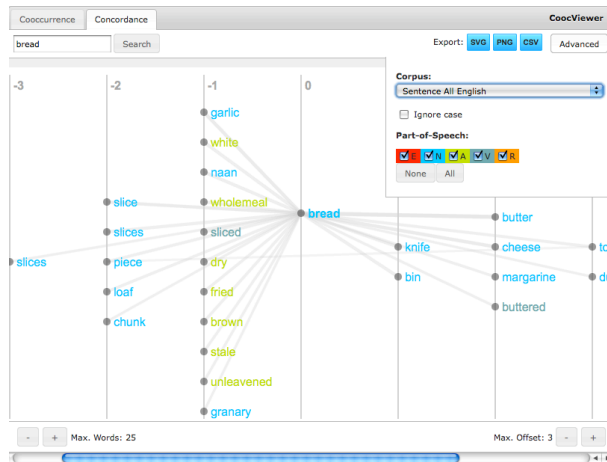 Cooccurrence Concordance CoocViewer
bread Search Export: SVG PNG CSV Advanced
Corpus:
Sentence All English
Ignore case
Part-of-Speech:
E N A V R
None All
-3 -2 -1 0
garlic
white
naan
slice wholemeal bread butter
slices sliced knife cheese
slices piece dry bin margarine
loaf fried buttered
chunk brown
stale
unleavened
granary
- + Max. Words: 25 Max. Offset: 3 - +